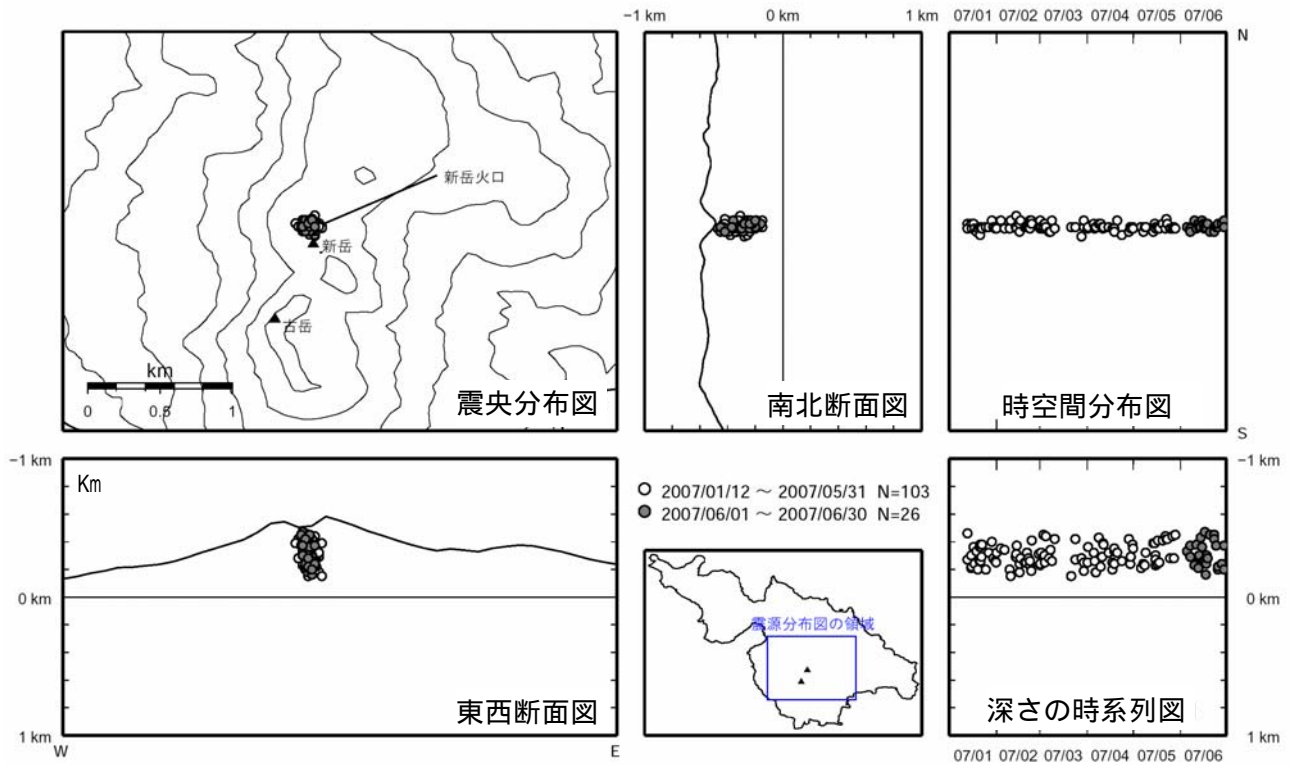 −1 km 0 km 1 km 07/01 07/02 07/03 07/04 07/05 07/06
N
新岳火口
新岳
古岳
km
0 0.5 1
震央分布図
南北断面図
時空間分布図
S
−1 km
Km
0 km
1 km
W
E
東西断面図
2007/01/12 ～ 2007/05/31 N=103
2007/06/01 ～ 2007/06/30 N=26
震源分布図の領域
−1 km
0 km
1 km
深さの時系列図
07/01 07/02 07/03 07/04 07/05 07/06